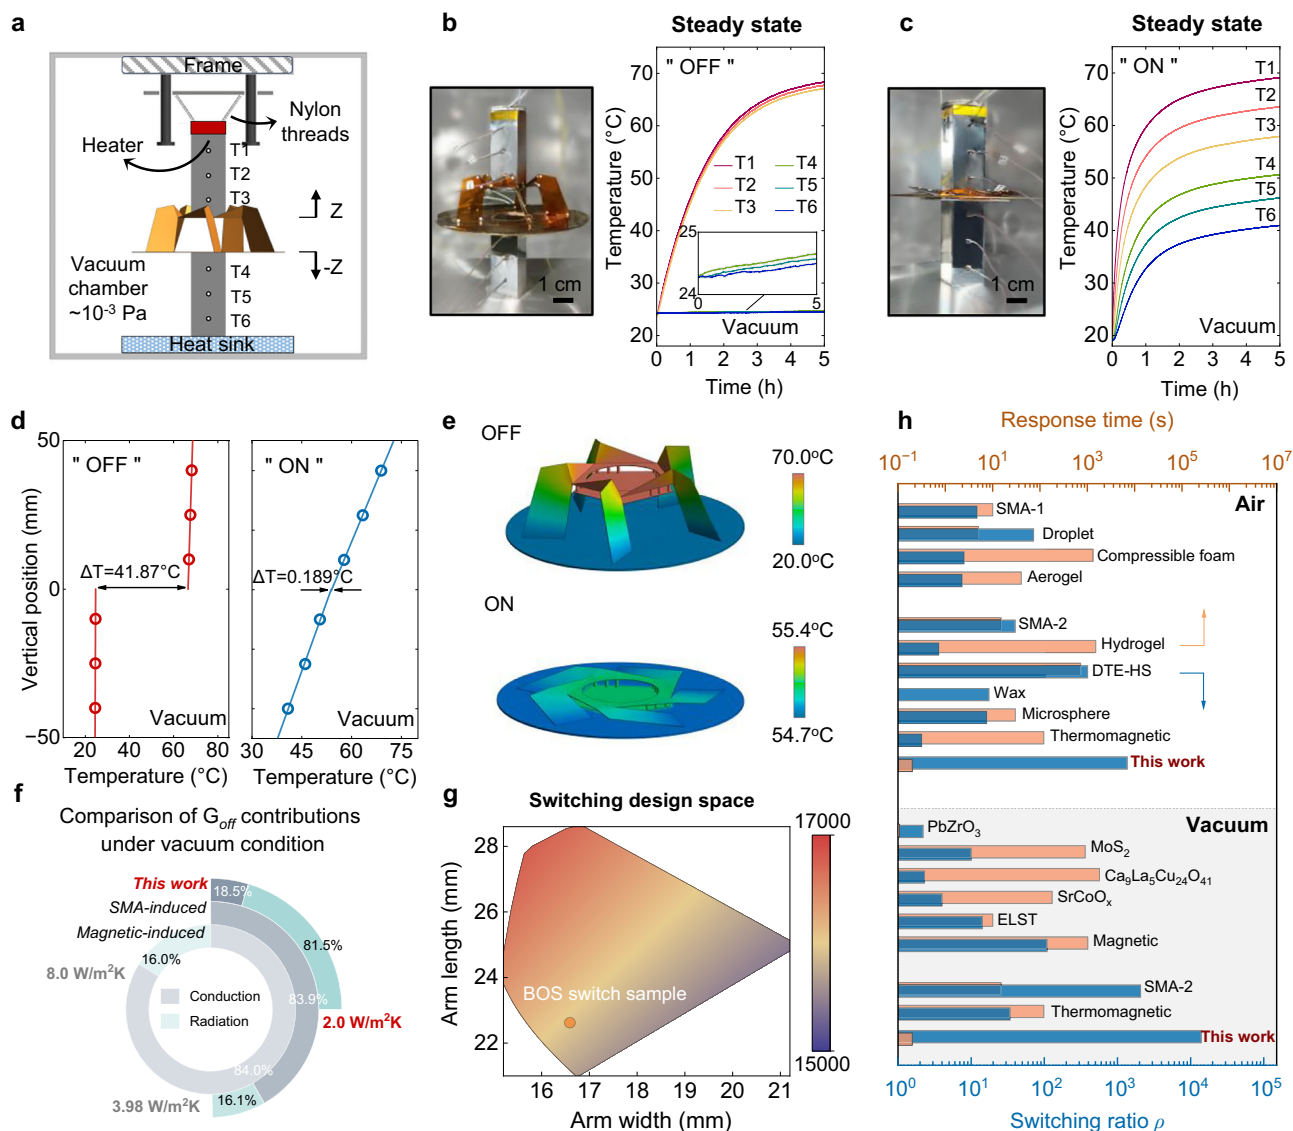 a
Frame
Nylon
threads
Heater
T1
T2
T3
Z
-Z
Vacuum
chamber
~10⁻³ Pa
T4
T5
T6
Heat sink
b
Steady state
" OFF "
1 cm
Temperature (°C)
70
60
50
40
30
20
T1
T2
T3
T4
T5
T6
25
24
0
5
Vacuum
0 1 2 3 4 5
Time (h)
c
Steady state
" ON "
1 cm
Temperature (°C)
70
60
50
40
30
20
T1
T2
T3
T4
T5
T6
Vacuum
0 1 2 3 4 5
Time (h)
d
Vertical position (mm)
50
0
−50
" OFF "
ΔT=41.87°C
Vacuum
20 40 60 80
Temperature (°C)
" ON "
ΔT=0.189°C
Vacuum
30 45 60 75
Temperature (°C)
e
OFF
70.0°C
20.0°C
ON
55.4°C
54.7°C
f
Comparison of G_off contributions
under vacuum condition
This work
SMA-induced
Magnetic-induced
18.5%
81.5%
16.0%
83.9%
8.0 W/m²K
Conduction
Radiation
2.0 W/m²K
84.0%
16.1%
3.98 W/m²K
g
Switching design space
Arm length (mm)
28
26
24
22
BOS switch sample
16 17 18 19 20 21
Arm width (mm)
17000
15000
h
Response time (s)
10⁻¹ 10¹ 10³ 10⁵ 10⁷
Air
SMA-1
Droplet
Compressible foam
Aerogel
SMA-2
Hydrogel
DTE-HS
Wax
Microsphere
Thermomagnetic
This work
Vacuum
PbZrO₃
MoS₂
Ca₉La₅Cu₂₄O₄₁
SrCoOₓ
ELST
Magnetic
SMA-2
Thermomagnetic
This work
10⁰ 10¹ 10² 10³ 10⁴ 10⁵
Switching ratio ρ